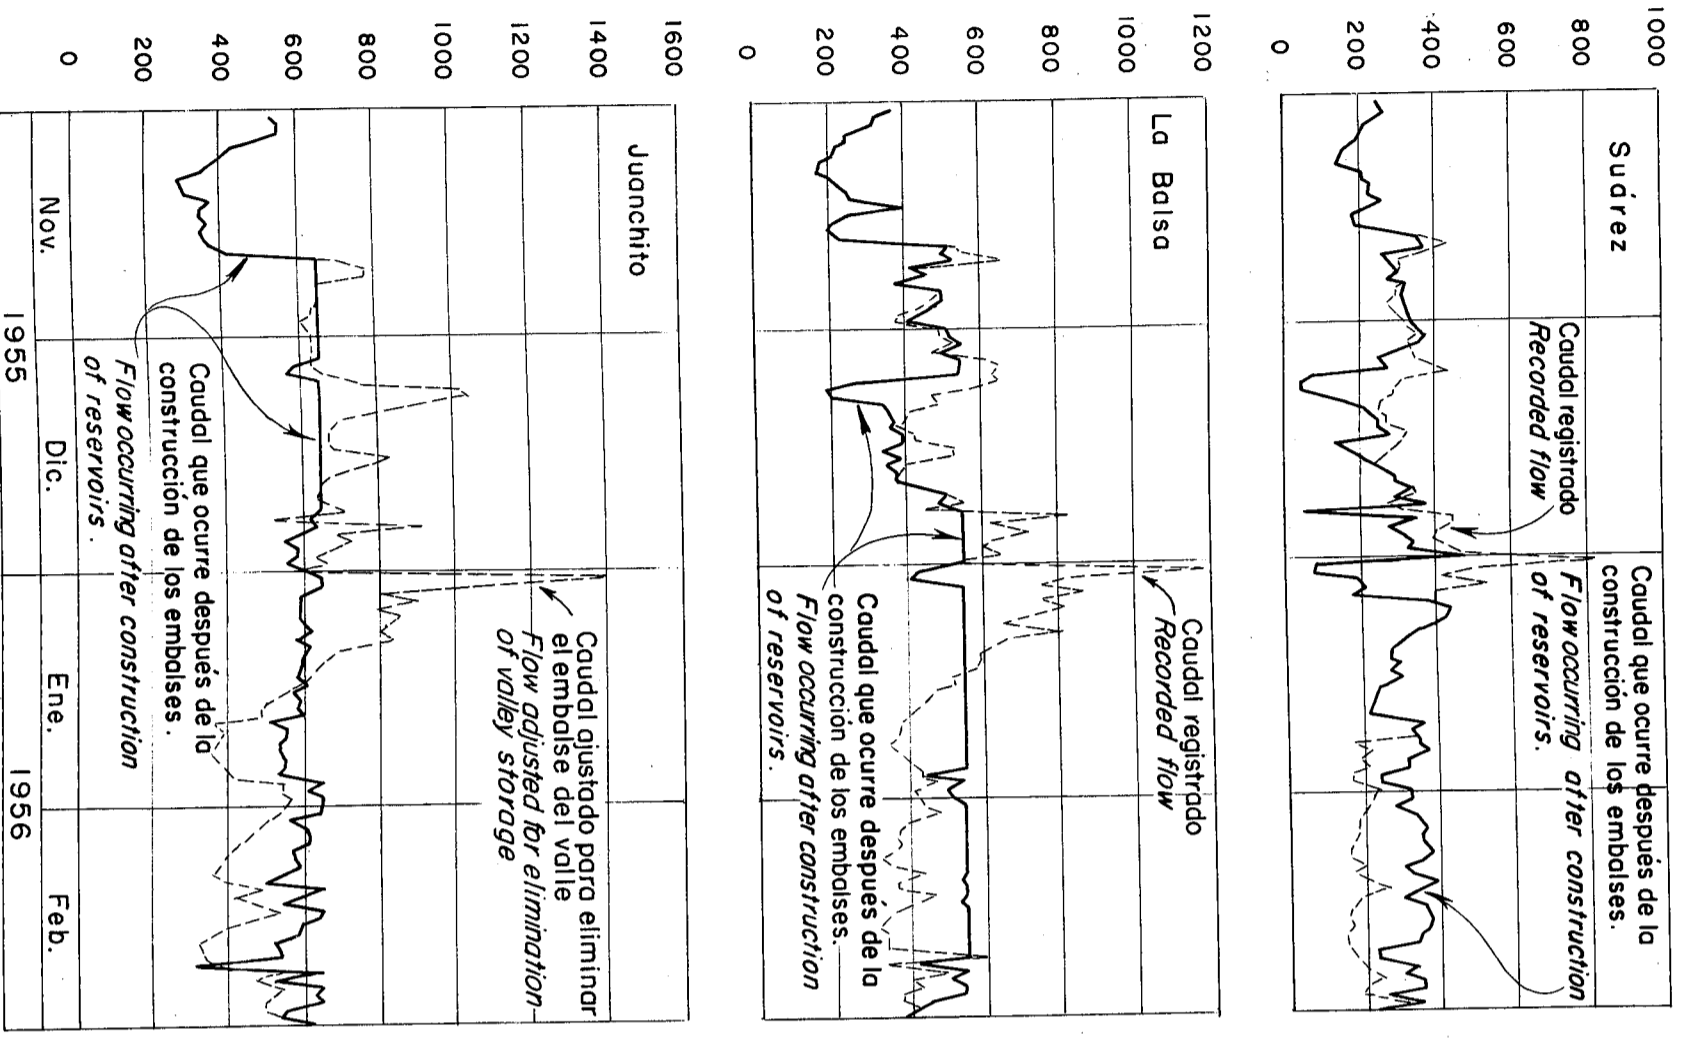 1000
800
600
400
200
0
Suárez
Caudal registrado
Recorded flow
Caudal que ocurre después de la
construcción de los embalses.
Flow occurring after construction
of reservoirs.
1200
1000
800
600
400
200
0
La Balsa
Caudal registrado
Recorded flow
Caudal que ocurre después de la
construcción de los embalses.
Flow occurring after construction
of reservoirs.
1600
1400
1200
1000
800
600
400
200
0
Juanchito
Caudal ajustado para eliminar
el embalse del valle
Flow adjusted for elimination
of valley storage
Caudal que ocurre después de la
construcción de los embalses.
Flow occurring after construction
of reservoirs.
Nov.
Dic.
Ene.
Feb.
1955
1956